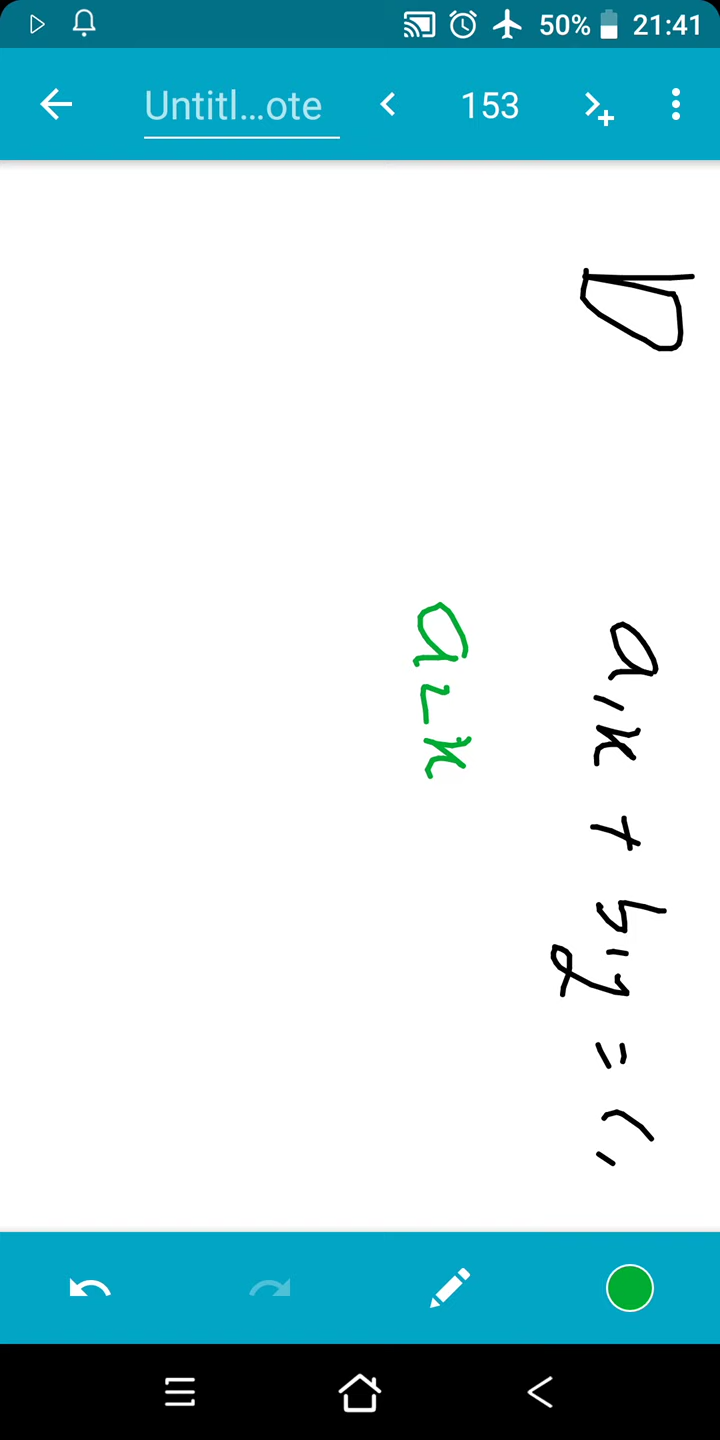 50% 21:41
Untitl...ote 153
a₁x + b₁y = c₁
a₂x